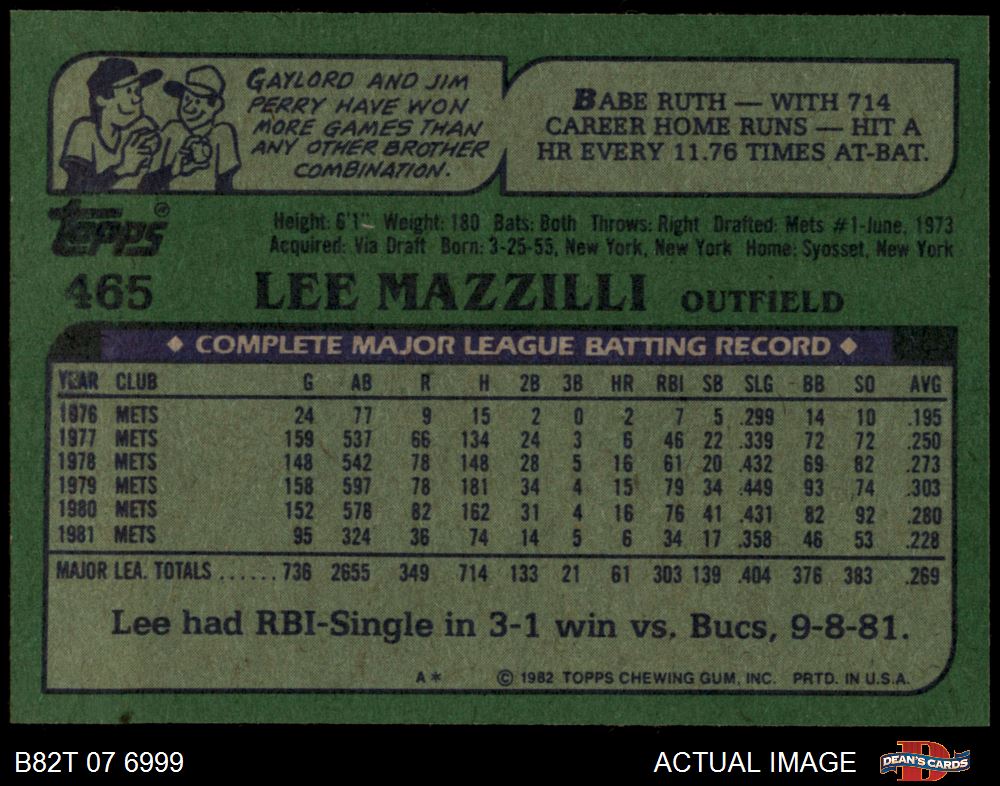 GAYLORD AND JIM
PERRY HAVE WON
MORE GAMES THAN
ANY OTHER BROTHER
COMBINATION.
BABE RUTH — WITH 714
CAREER HOME RUNS — HIT A
HR EVERY 11.76 TIMES AT-BAT.
Topps®
Height: 6'1" Weight: 180 Bats: Both Throws: Right Drafted: Mets #1-June, 1973
Acquired: Via Draft Born: 3-25-55, New York, New York Home: Syosset, New York
465 LEE MAZZILLI OUTFIELD
◆ COMPLETE MAJOR LEAGUE BATTING RECORD ◆
YEAR CLUB G AB R H 2B 3B HR RBI SB SLG BB SO AVG
1976 METS 24 77 9 15 2 0 2 7 5 .299 14 10 .195
1977 METS 159 537 66 134 24 3 6 46 22 .339 72 72 .250
1978 METS 148 542 78 148 28 5 16 61 20 .432 69 82 .273
1979 METS 158 597 78 181 34 4 15 79 34 .449 93 74 .303
1980 METS 152 578 82 162 31 4 16 76 41 .431 82 92 .280
1981 METS 95 324 36 74 14 5 6 34 17 .358 46 53 .228
MAJOR LEA. TOTALS ...... 736 2655 349 714 133 21 61 303 139 .404 376 383 .269
Lee had RBI-Single in 3-1 win vs. Bucs, 9-8-81.
A* © 1982 TOPPS CHEWING GUM, INC. PRTD. IN U.S.A.
B82T 07 6999 ACTUAL IMAGE D DEAN'S CARDS